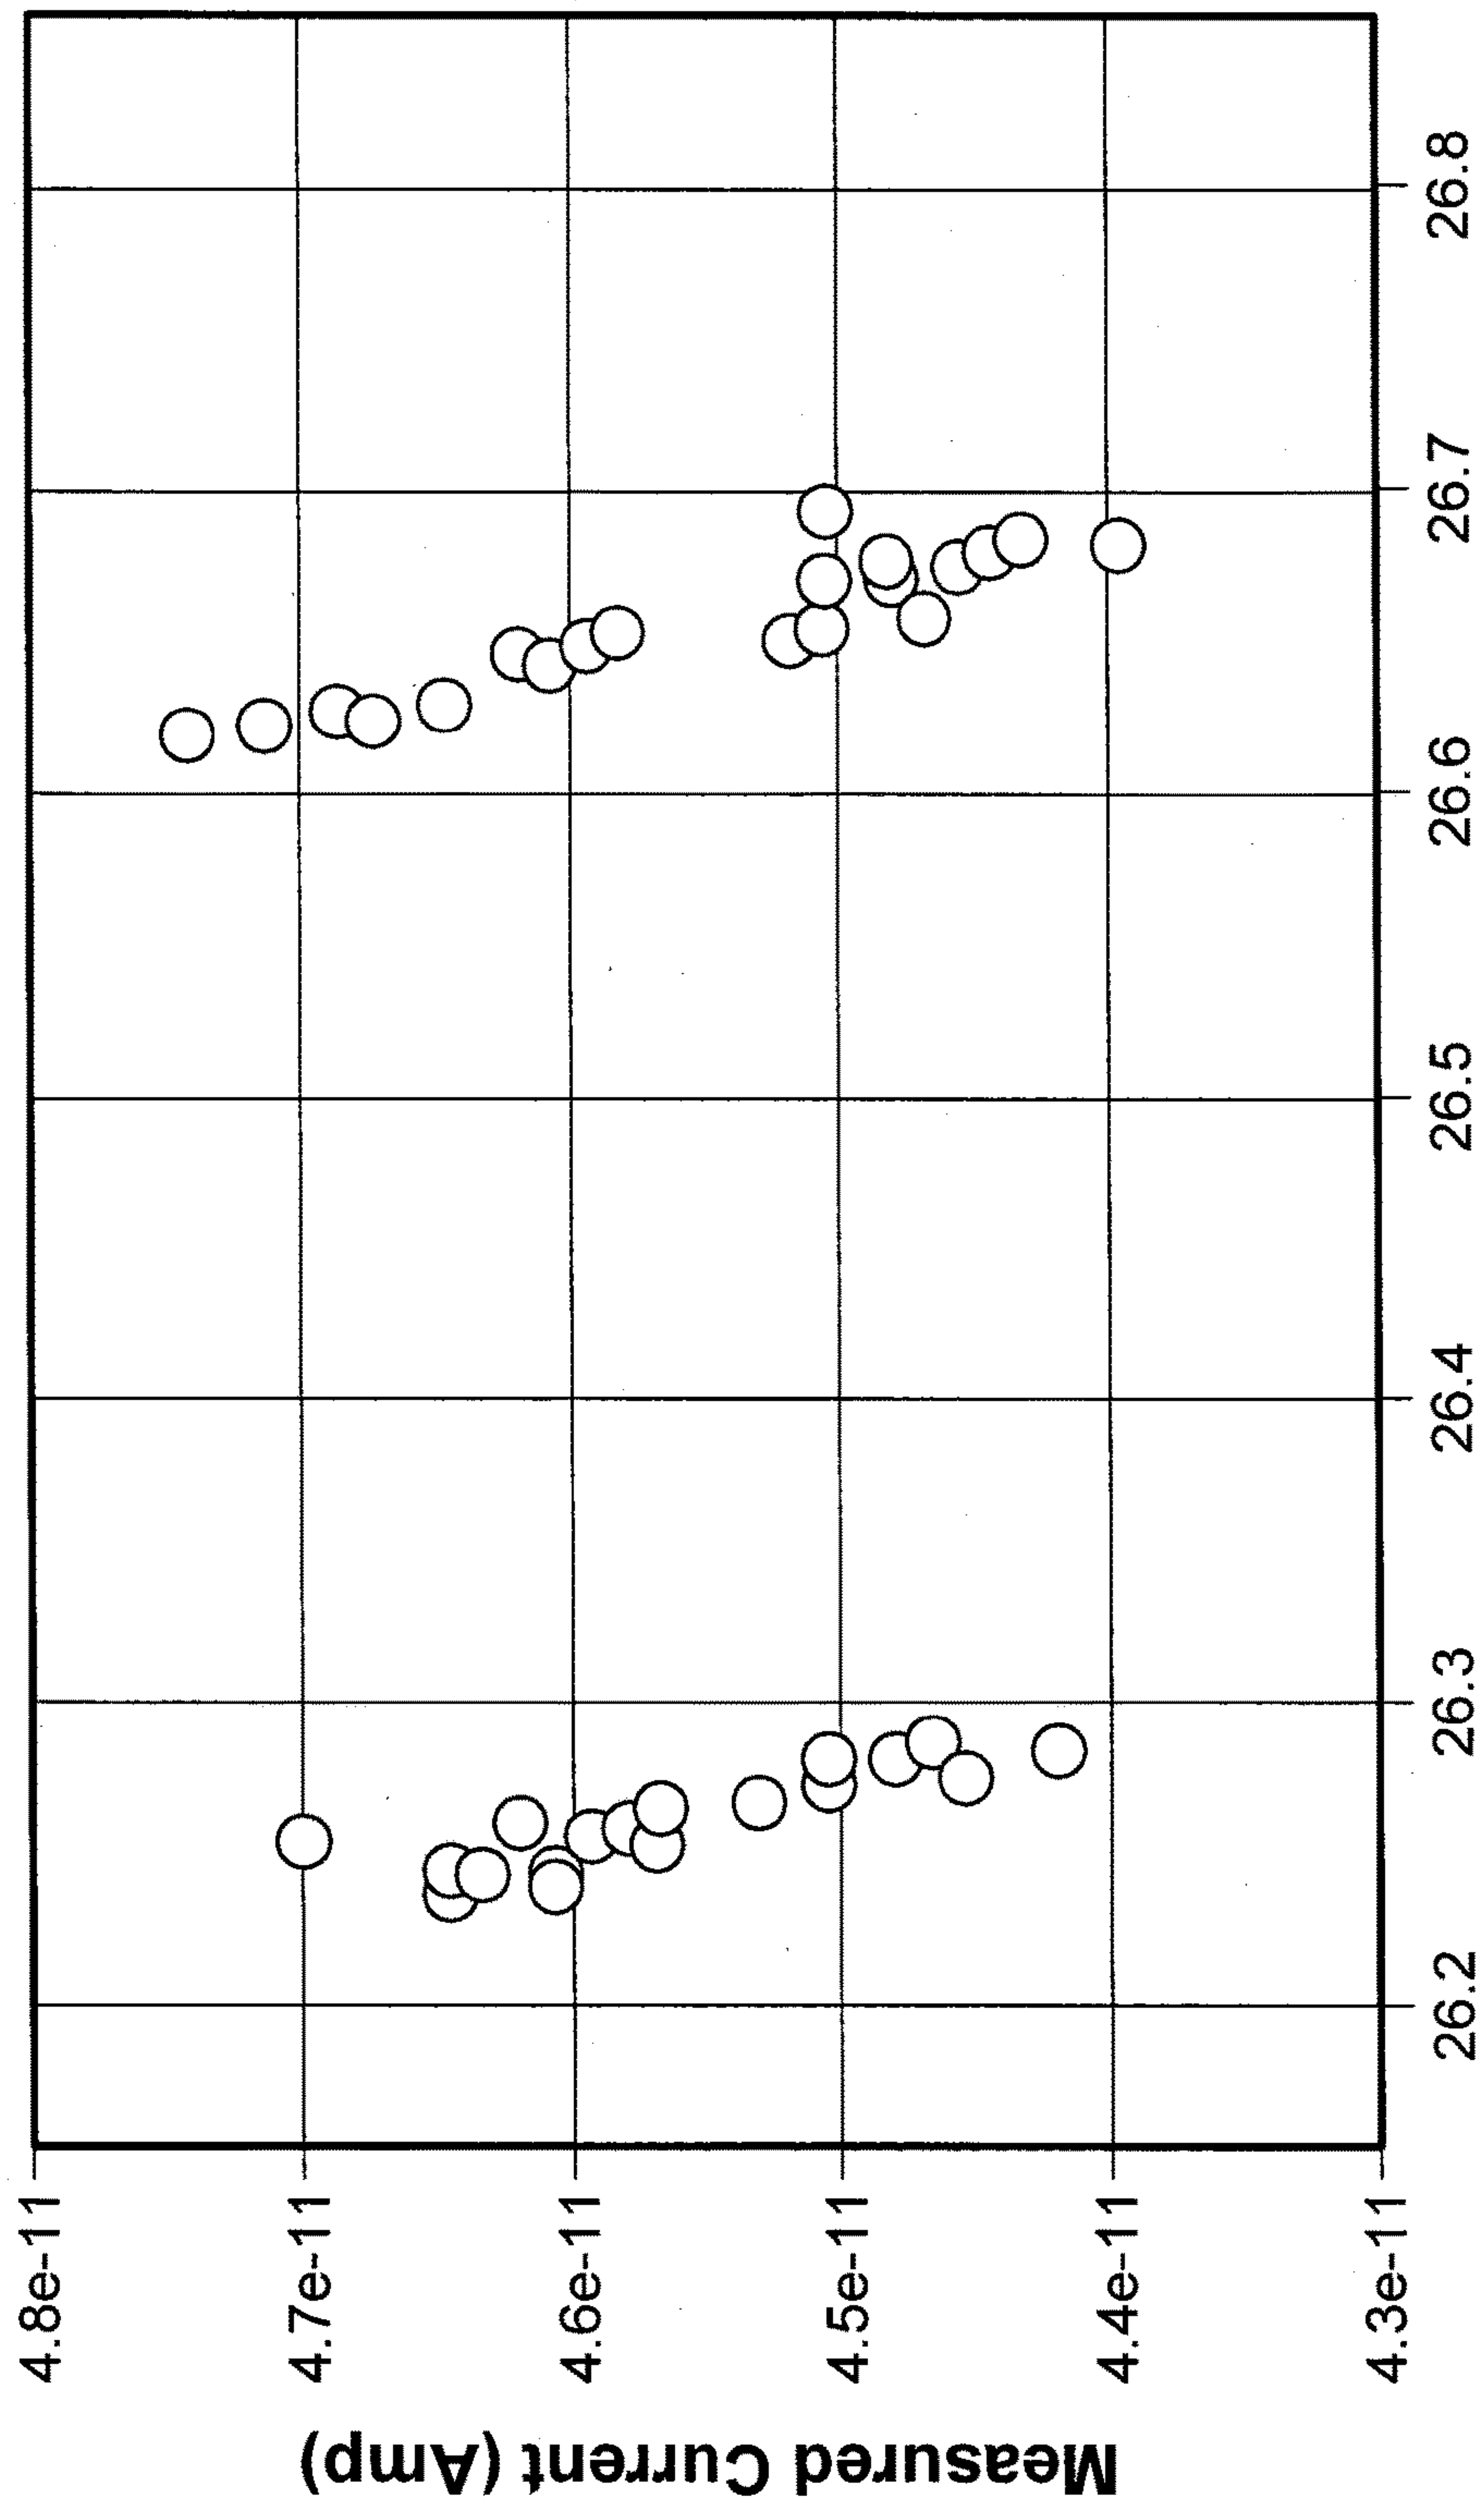 Measured Current (Amp)
4.8e-11
4.7e-11
4.6e-11
4.5e-11
4.4e-11
4.3e-11
26.2
26.3
26.4
26.5
26.6
26.7
26.8